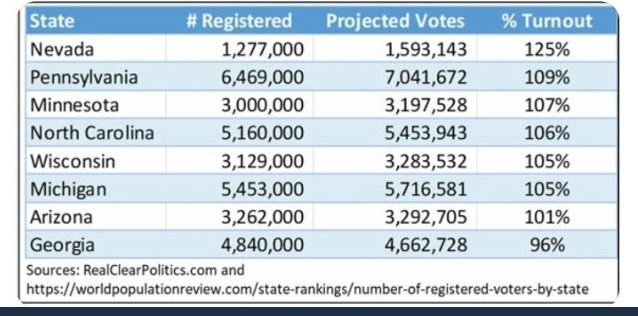 State # Registered Projected Votes % Turnout
Nevada 1,277,000 1,593,143 125%
Pennsylvania 6,469,000 7,041,672 109%
Minnesota 3,000,000 3,197,528 107%
North Carolina 5,160,000 5,453,943 106%
Wisconsin 3,129,000 3,283,532 105%
Michigan 5,453,000 5,716,581 105%
Arizona 3,262,000 3,292,705 101%
Georgia 4,840,000 4,662,728 96%
Sources: RealClearPolitics.com and
https://worldpopulationreview.com/state-rankings/number-of-registered-voters-by-state